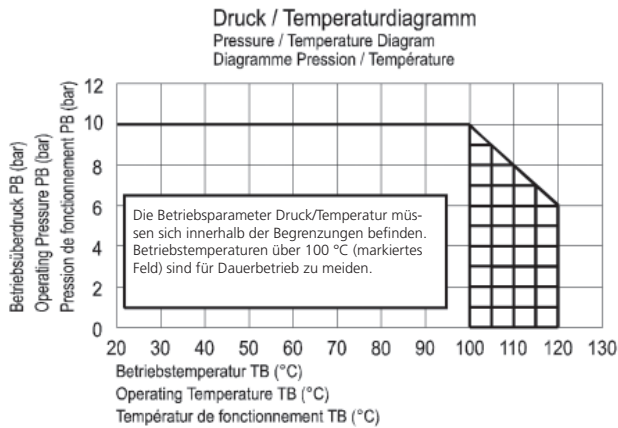 Druck / Temperaturdiagramm
Pressure / Temperature Diagram
Diagramme Pression / Température
Betriebsüberdruck PB (bar)
Operating Pressure PB (bar)
Pression de fonctionnement PB (bar)
12
10
8
6
4
2
0
Die Betriebsparameter Druck/Temperatur müs-
sen sich innerhalb der Begrenzungen befinden.
Betriebstemperaturen über 100 °C (markiertes
Feld) sind für Dauerbetrieb zu meiden.
20 30 40 50 60 70 80 90 100 110 120 130
Betriebstemperatur TB (°C)
Operating Temperature TB (°C)
Températur de fonctionnement TB (°C)